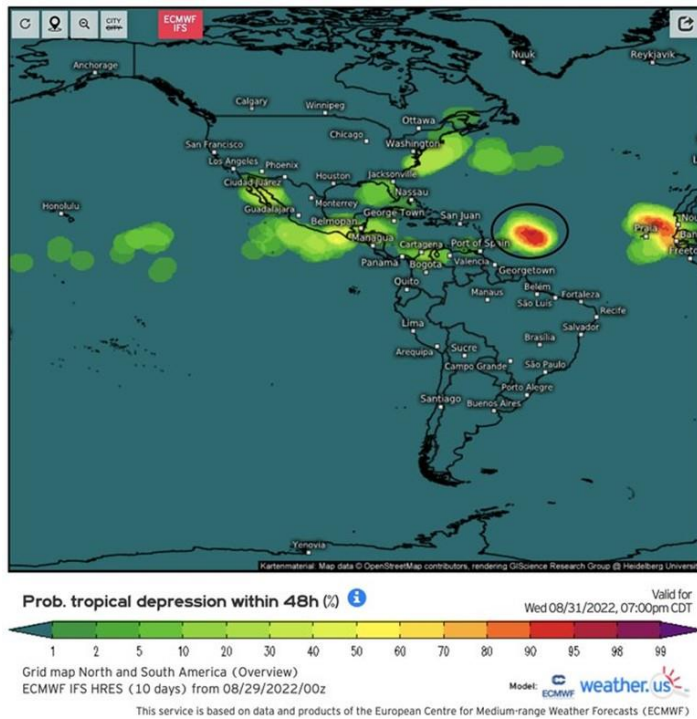 CITY
CITY
ECMWF
IFS
Nuuk
Reykjavik
Anchorage
Calgary
Winnipeg
Ottawa
Chicago
Washington
San Francisco
Los Angeles
Phoenix
Jacksonville
Houston
Ciudad Juárez
Monterrey
Nassau
Honolulu
Guadalajara
George Town
Belmopan
San Juan
Praia
Managua
Cartagena
Port of Spain
Panamá
Valencia
Bogota
Georgetown
Quito
Manaus
Belem
São Luis
Fortaleza
Recife
Lima
Salvador
Arequipa
Sucre
Brasília
Campo Grande
São Paulo
Porto Alegre
Santiago
Buenos Aires
Yenovia
Kartenmaterial: Map data © OpenStreetMap contributors, rendering GIScience Research Group @ Heidelberg Universit
Prob. tropical depression within 48h (%) i
Valid for
Wed 08/31/2022, 07:00pm CDT
1 2 5 10 20 30 40 50 60 70 80 90 95 98 99
Grid map North and South America (Overview)
ECMWF IFS HRES (10 days) from 08/29/2022/00z
Model: ECMWF weather.us
This service is based on data and products of the European Centre for Medium-range Weather Forecasts (ECMWF)